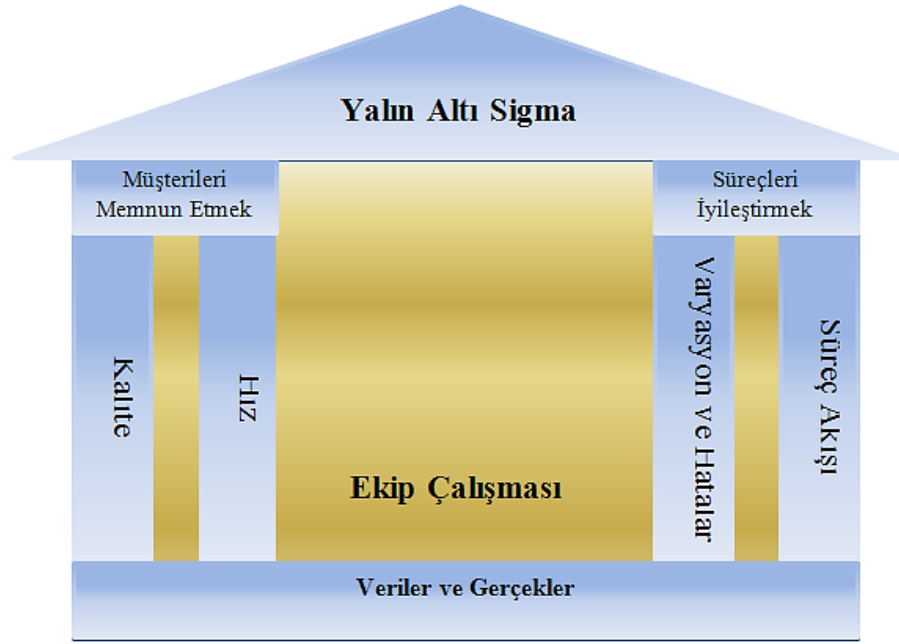 Yalın Altı Sigma
Müşterileri
Memnun Etmek
Süreçleri
İyileştirmek
Kalite
Hız
Ekip Çalışması
Varyasyon ve Hatalar
Süreç Akışı
Veriler ve Gerçekler